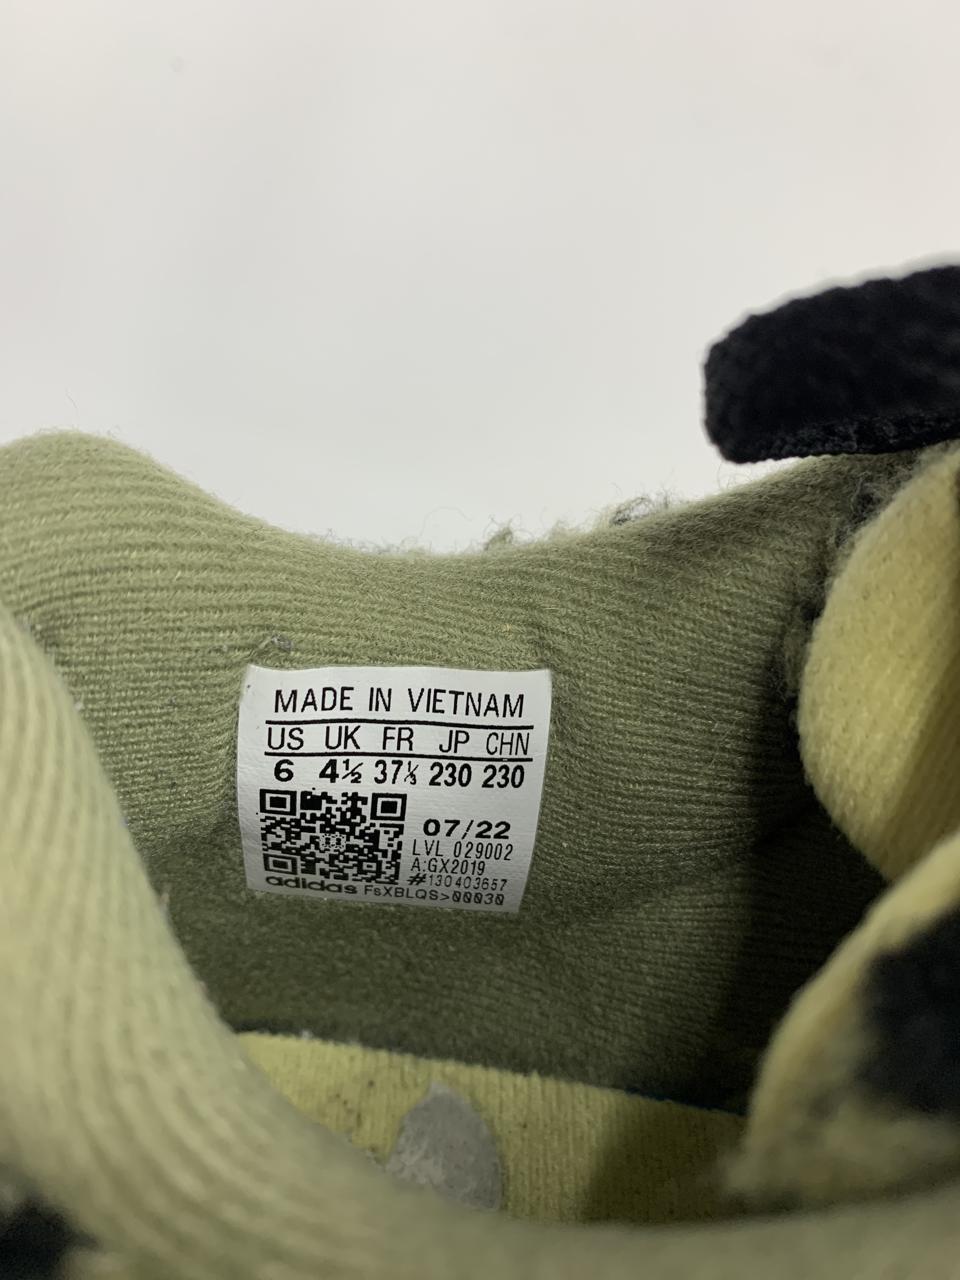 MADE IN VIETNAM
US UK FR JP CHN
6 4½ 37⅓ 230 230
07/22
LVL 029002
A:GX2019
#130403657
adidas FsXBLQS>00030